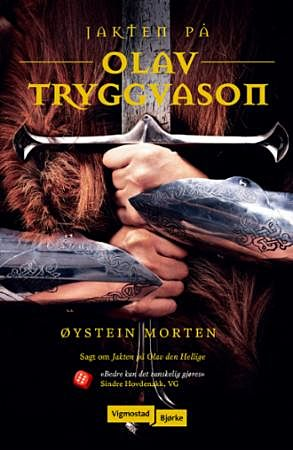 JAKTEN PÅ
OLAV
TRYGGVASON
ØYSTEIN MORTEN
Sagt om Jakten på Olav den Hellige
«Bedre kan det vanskelig gjøres»
Sindre Hovdenakk, VG
Vigmostad
Bjørke